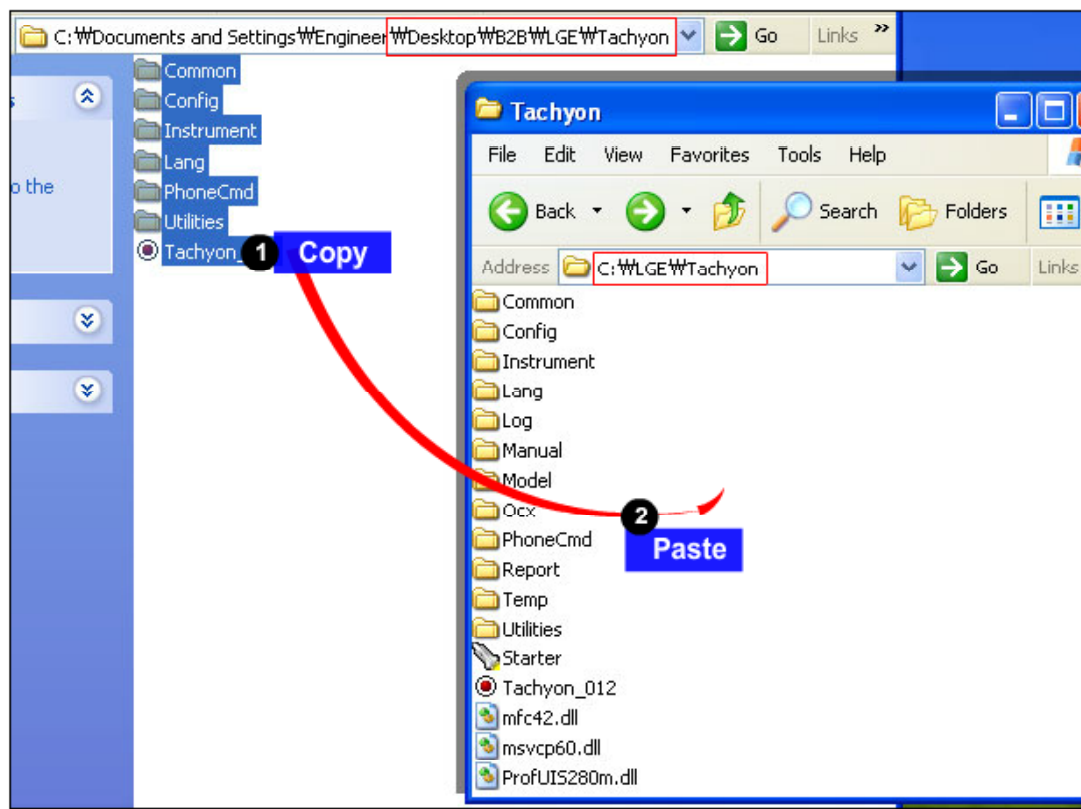 C:₩Documents and Settings₩Engineer₩Desktop₩B2B₩LGE₩Tachyon Go Links »
Common
Config
Instrument
Lang
PhoneCmd
Utilities
Tachyon_
o the
1 Copy
Tachyon
File Edit View Favorites Tools Help
Back Search Folders
Address C:₩LGE₩Tachyon Go Links
Common
Config
Instrument
Lang
Log
Manual
Model
Ocx
PhoneCmd
Report
Temp
Utilities
Starter
Tachyon_012
mfc42.dll
msvcp60.dll
ProfUIS280m.dll
2
Paste